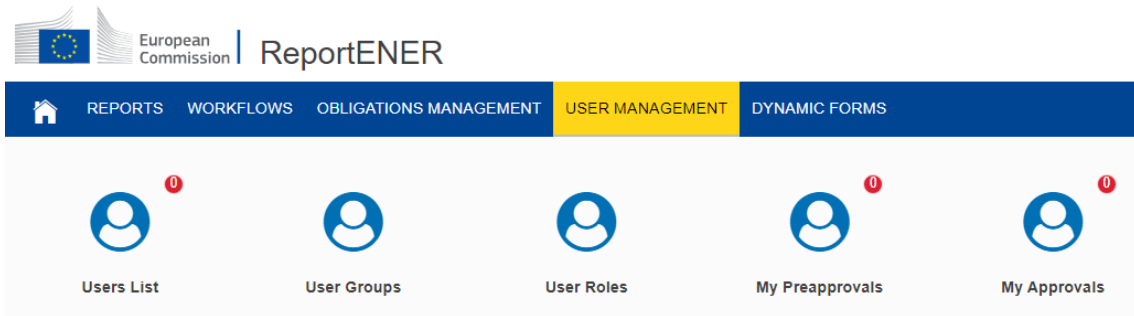 European
Commission
ReportENER
REPORTS WORKFLOWS OBLIGATIONS MANAGEMENT USER MANAGEMENT DYNAMIC FORMS
0 0 0
Users List User Groups User Roles My Preapprovals My Approvals